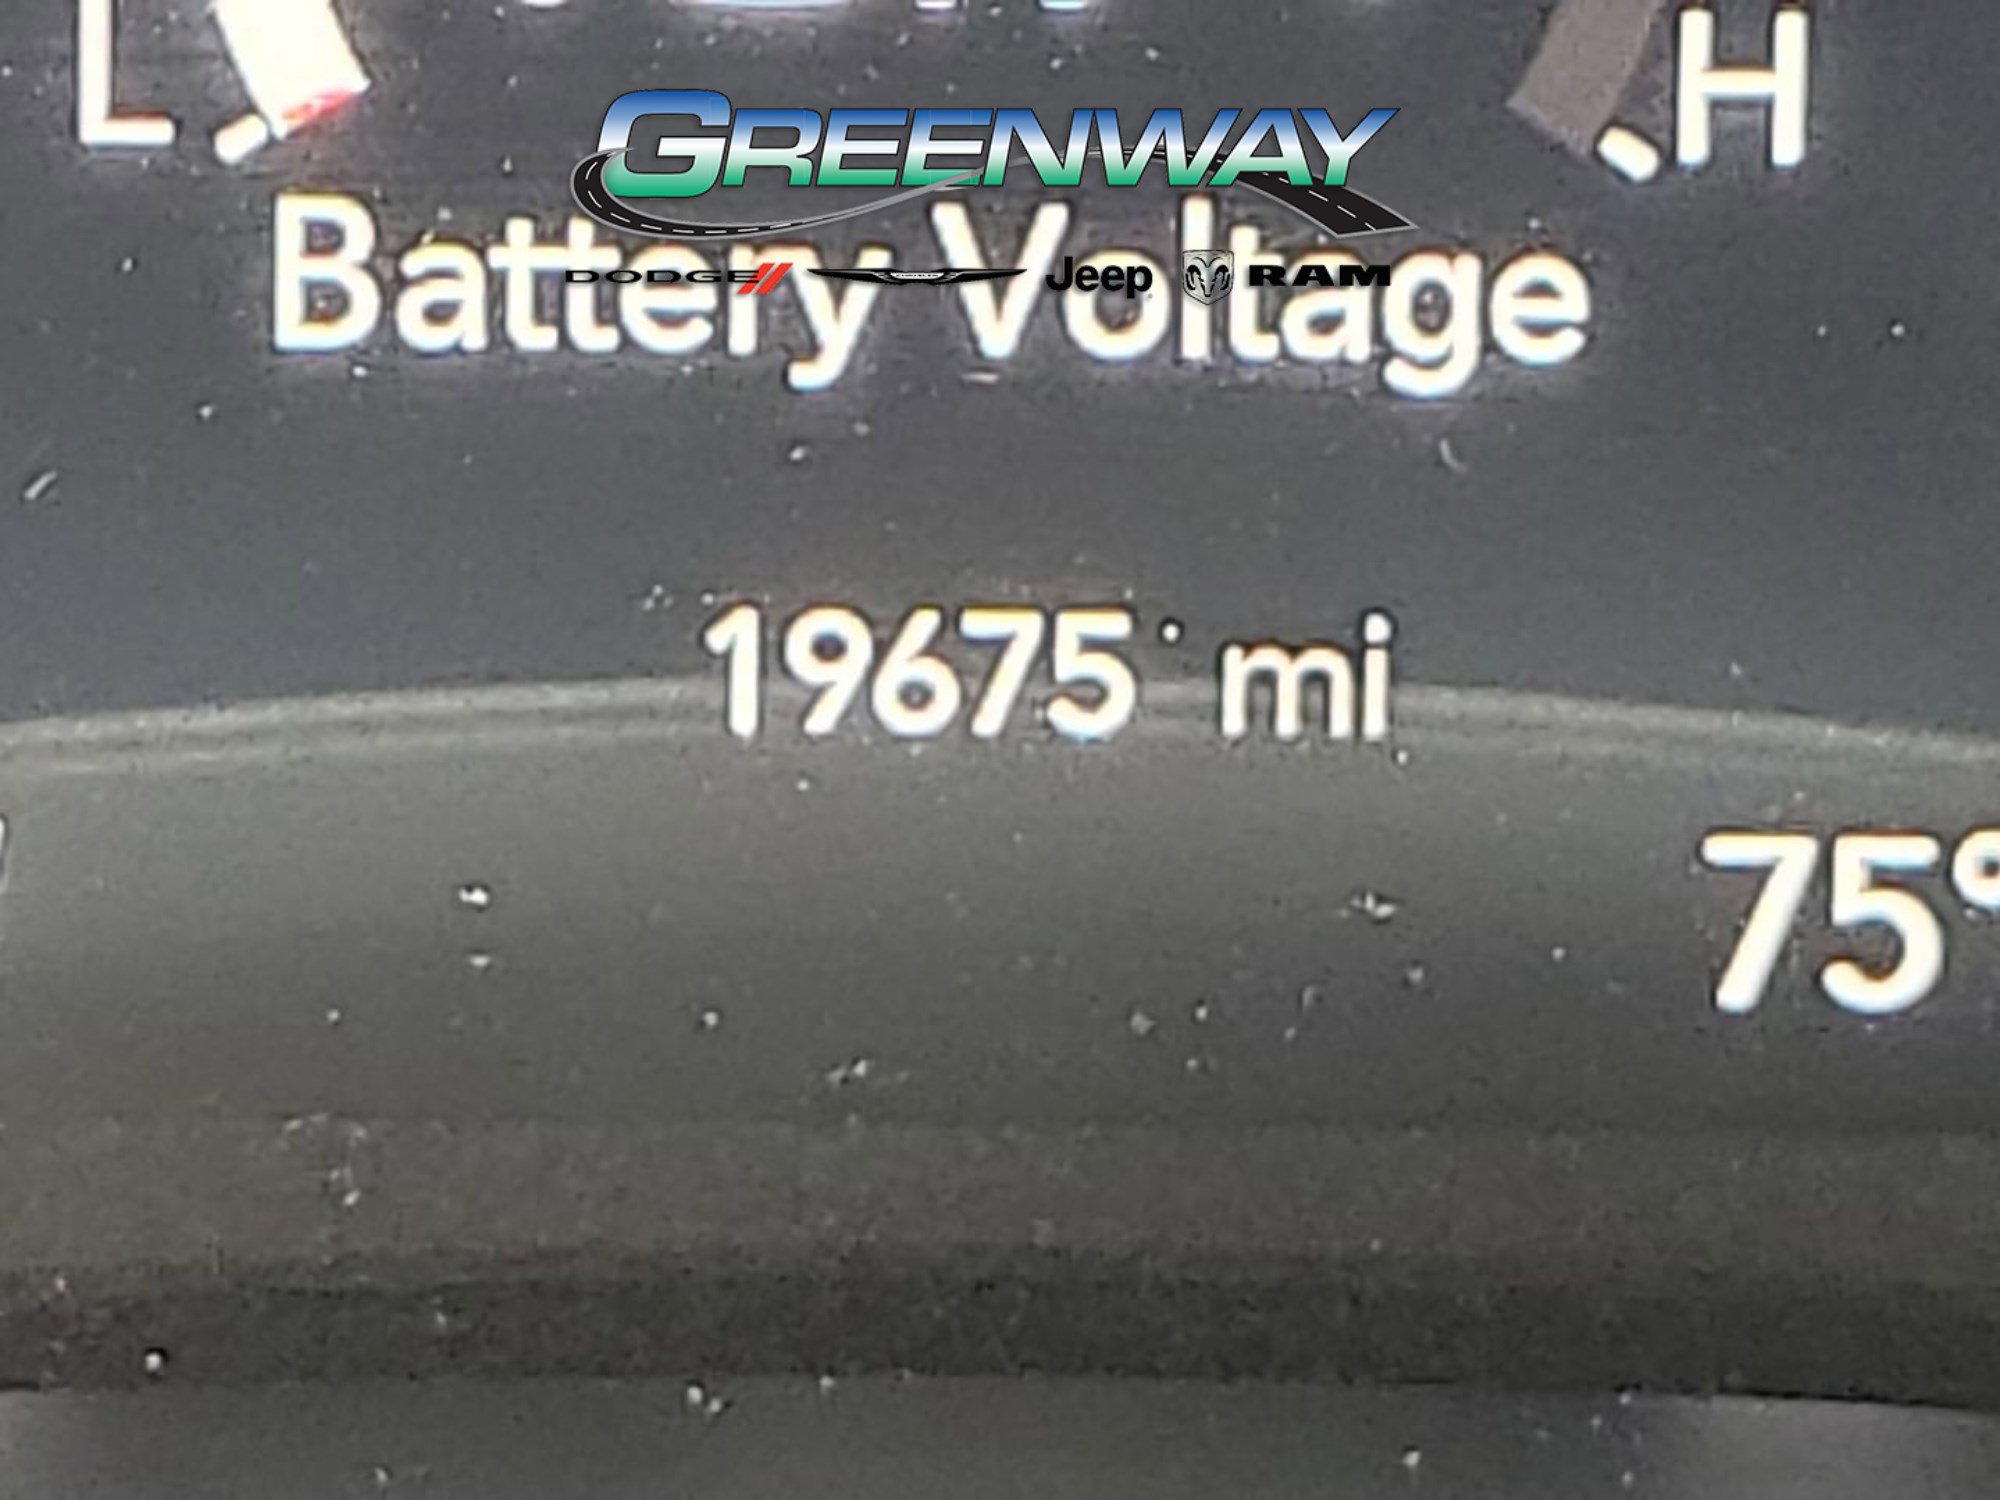 L H
GREENWAY
Battery Voltage
DODGE Jeep RAM
19675 mi
75°